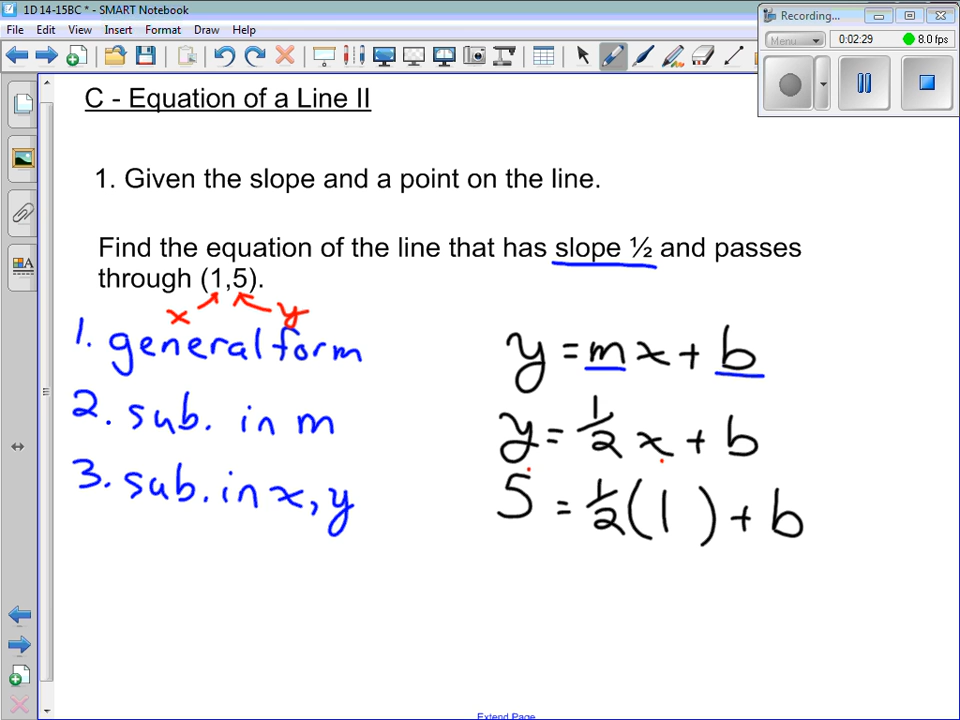 1D 14-15BC * - SMART Notebook
Recording...
File Edit View Insert Format Draw Help
Menu 0:02:29 8.0 fps
C - Equation of a Line II
1. Given the slope and a point on the line.
Find the equation of the line that has slope ½ and passes
through (1,5).
x y
1. general form
y = mx + b
2. sub. in m
y = 1/2 x + b
3. sub. in x, y
5 = 1/2 (1) + b
Extend Page